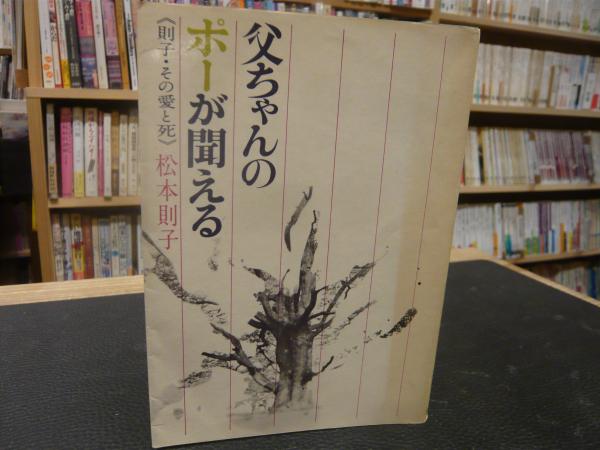 父ちゃんの
ポーが聞える
《則子・その愛と死》
松本則子